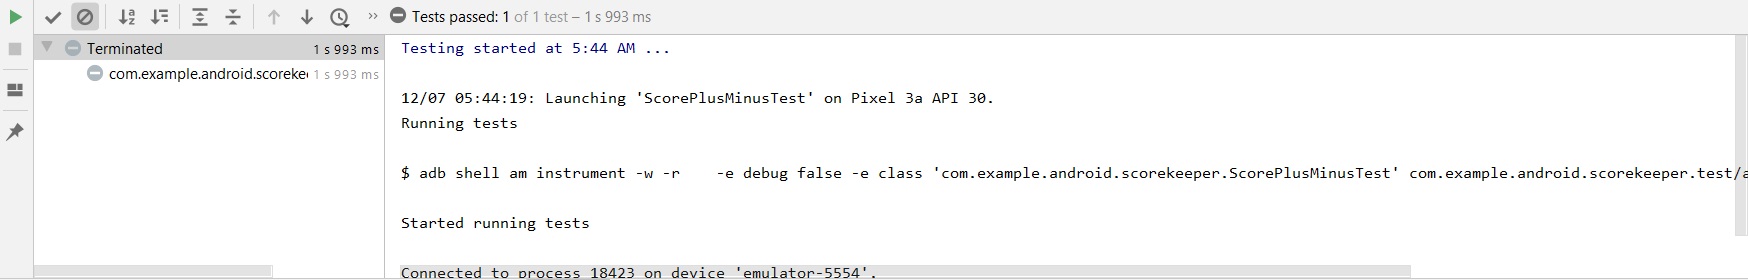 Tests passed: 1 of 1 test – 1 s 993 ms
Terminated 1 s 993 ms
com.example.android.scoreke 1 s 993 ms
Testing started at 5:44 AM ...
12/07 05:44:19: Launching 'ScorePlusMinusTest' on Pixel 3a API 30.
Running tests
$ adb shell am instrument -w -r    -e debug false -e class 'com.example.android.scorekeeper.ScorePlusMinusTest' com.example.android.scorekeeper.test/a
Started running tests
Connected to process 18423 on device 'emulator-5554'.